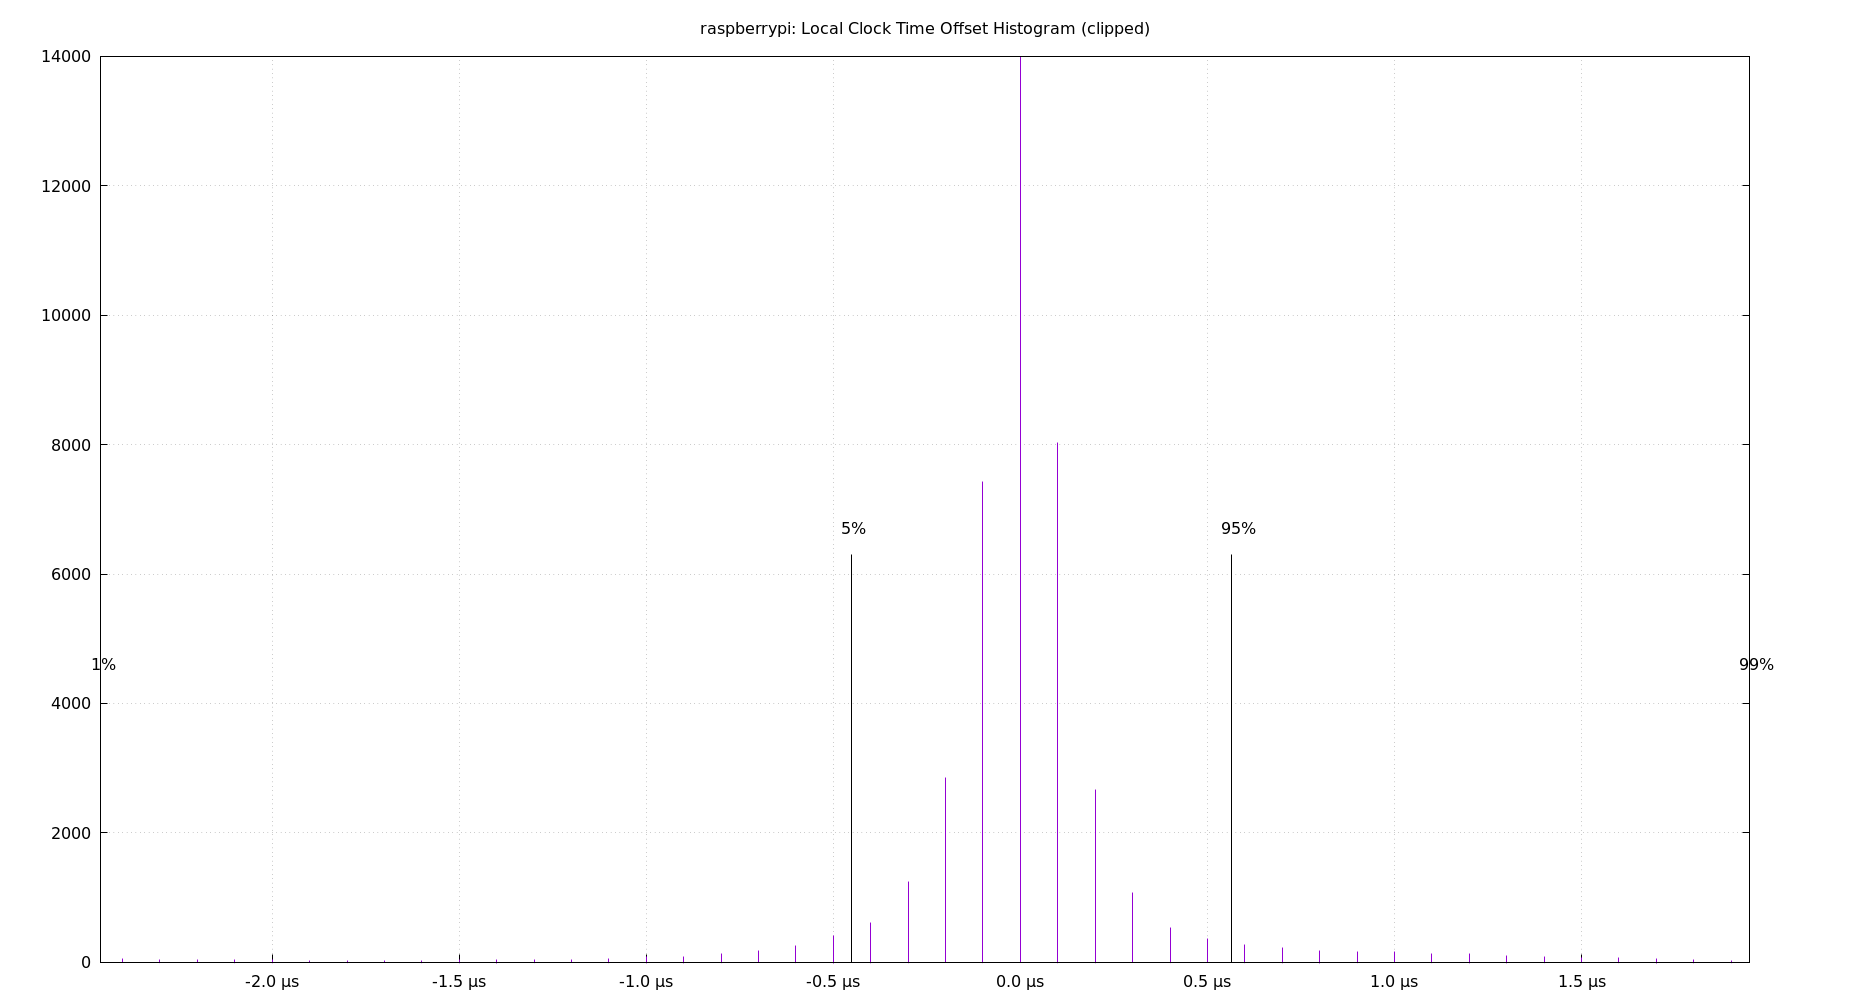 raspberrypi: Local Clock Time Offset Histogram (clipped)
14000
12000
10000
8000
5%
95%
6000
1%
99%
4000
2000
0
-2.0 µs
-1.5 µs
-1.0 µs
-0.5 µs
0.0 µs
0.5 µs
1.0 µs
1.5 µs